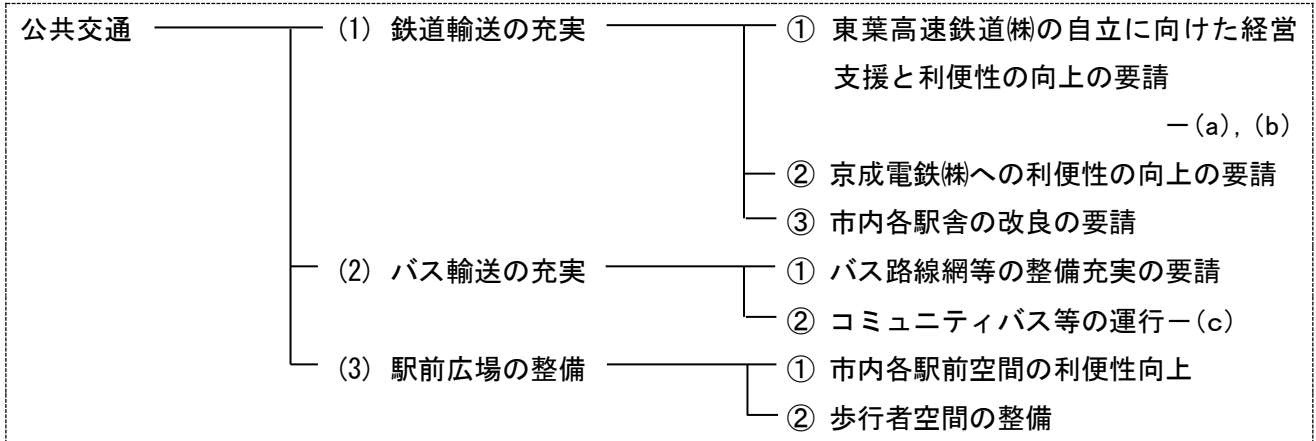 公共交通 (1) 鉄道輸送の充実 ① 東葉高速鉄道㈱の自立に向けた経営
支援と利便性の向上の要請
－(a), (b)
② 京成電鉄㈱への利便性の向上の要請
③ 市内各駅舎の改良の要請
(2) バス輸送の充実 ① バス路線網等の整備充実の要請
② コミュニティバス等の運行－(c)
(3) 駅前広場の整備 ① 市内各駅前空間の利便性向上
② 歩行者空間の整備